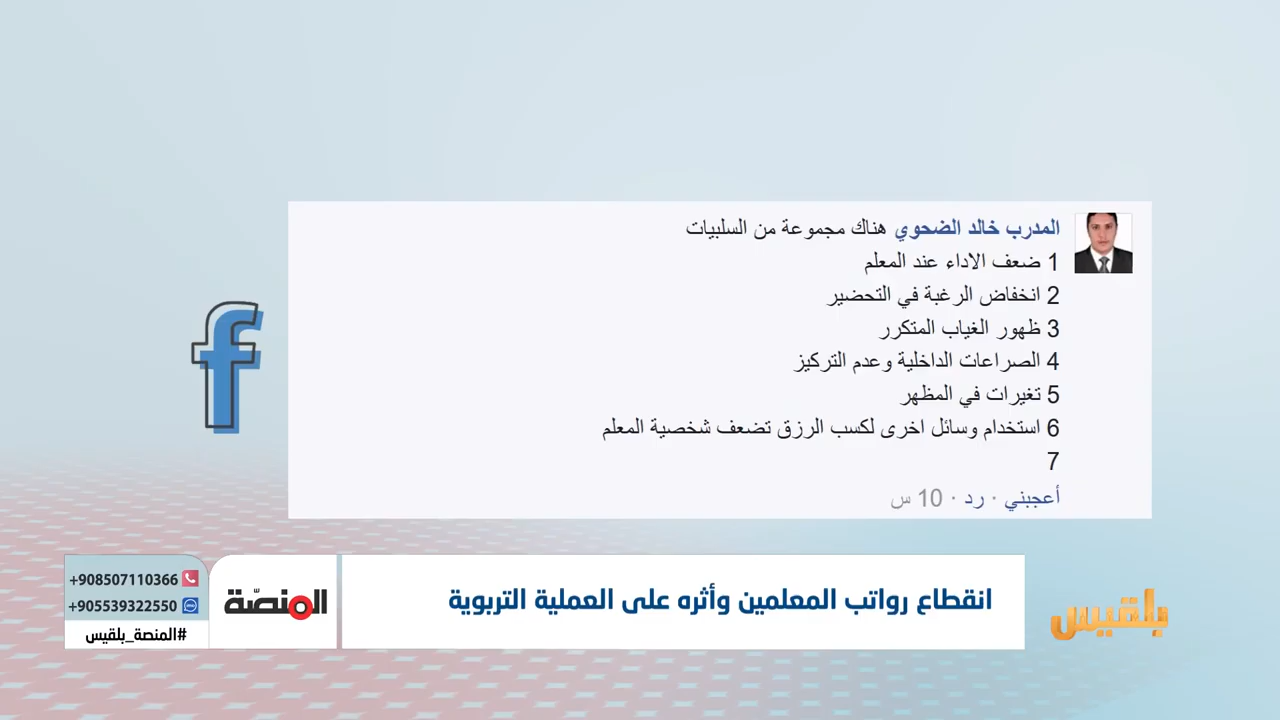 المدرب خالد الضحوي هناك مجموعة من السلبيات
1 ضعف الاداء عند المعلم
2 انخفاض الرغبة في التحضير
3 ظهور الغياب المتكرر
4 الصراعات الداخلية وعدم التركيز
5 تغيرات في المظهر
6 استخدام وسائل اخرى لكسب الرزق تضعف شخصية المعلم
7
أعجبني · رد · 10 س
انقطاع رواتب المعلمين وأثره على العملية التربوية
المنصّة
+908507110366
+905539322550
#المنصة_بلقيس
بلقيس